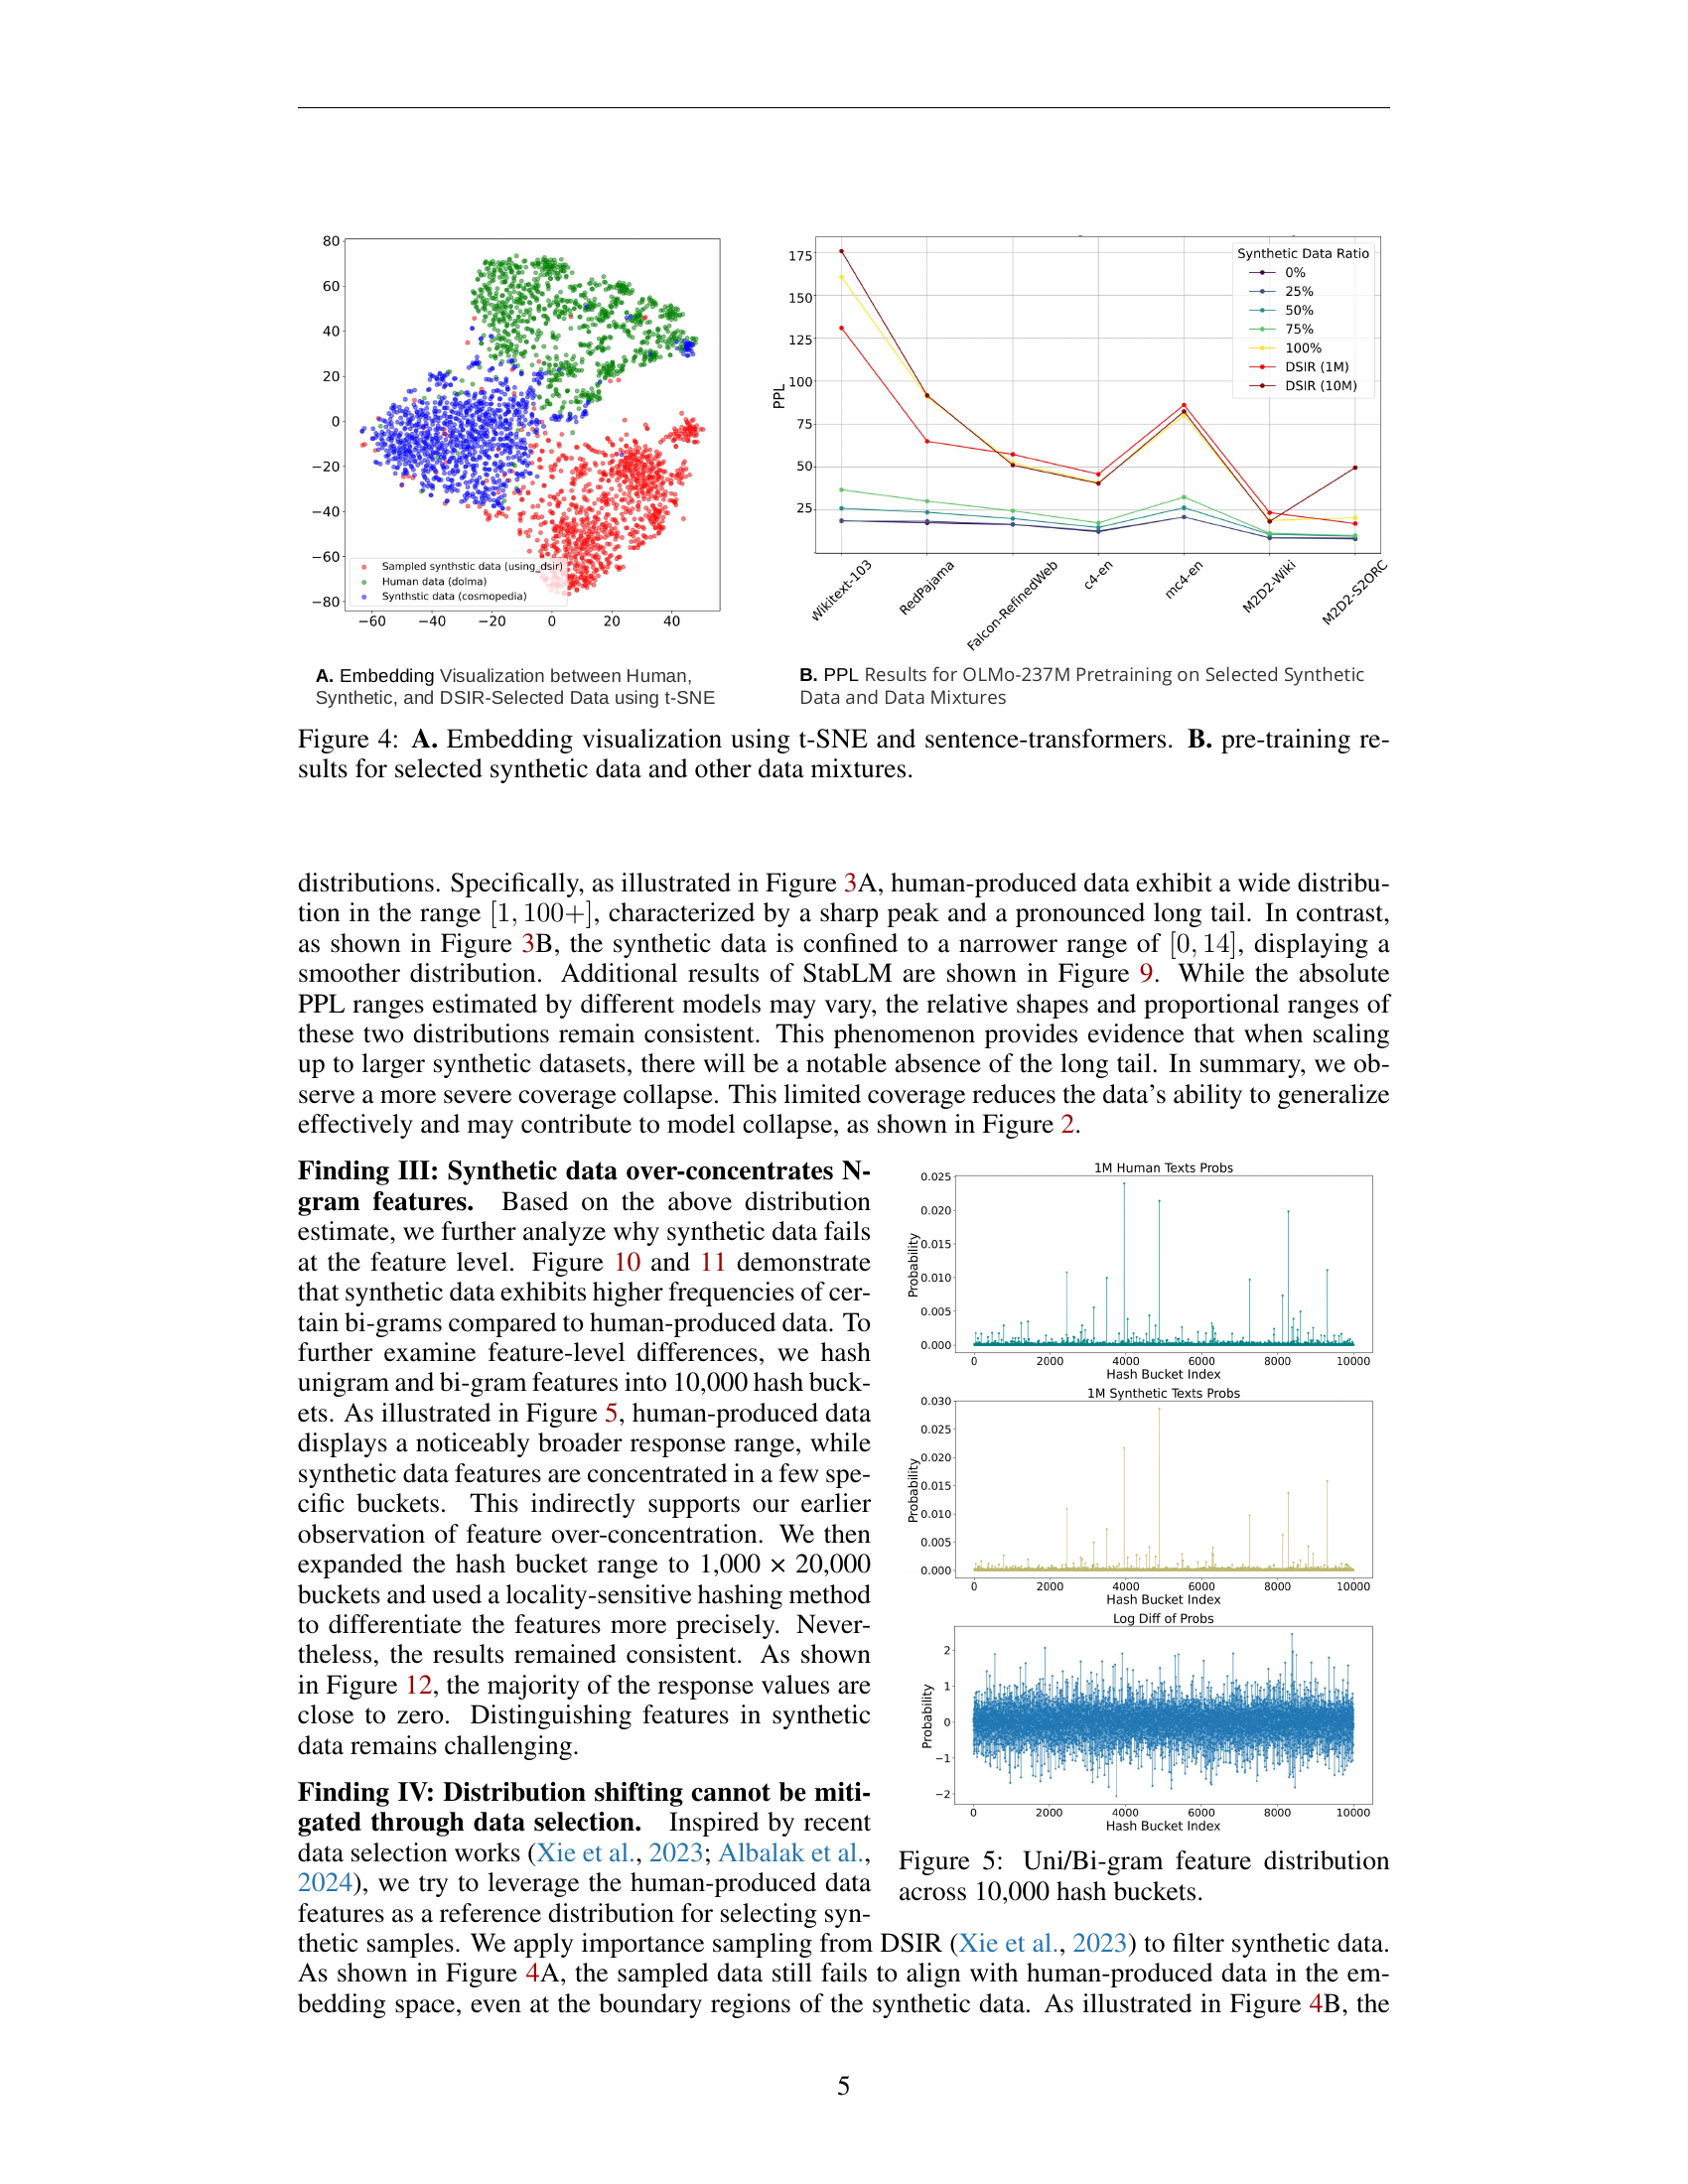 80
60
40
20
0
−20
−40
−60
−80
−60
−40
−20
0
20
40
Sampled synthstic data (using_dsir)
Human data (dolma)
Synthstic data (cosmopedia)
A. Embedding Visualization between Human,
Synthetic, and DSIR-Selected Data using t-SNE
175
150
125
100
75
50
25
PPL
Synthetic Data Ratio
0%
25%
50%
75%
100%
DSIR (1M)
DSIR (10M)
Wikitext-103
RedPajama
Falcon-RefinedWeb
c4-en
mc4-en
M2D2-Wiki
M2D2-S2ORC
B. PPL Results for OLMo-237M Pretraining on Selected Synthetic
Data and Data Mixtures
Figure 4: A. Embedding visualization using t-SNE and sentence-transformers. B. pre-training re-
sults for selected synthetic data and other data mixtures.
distributions. Specifically, as illustrated in Figure 3A, human-produced data exhibit a wide distribu-
tion in the range [1, 100+], characterized by a sharp peak and a pronounced long tail. In contrast,
as shown in Figure 3B, the synthetic data is confined to a narrower range of [0, 14], displaying a
smoother distribution. Additional results of StabLM are shown in Figure 9. While the absolute
PPL ranges estimated by different models may vary, the relative shapes and proportional ranges of
these two distributions remain consistent. This phenomenon provides evidence that when scaling
up to larger synthetic datasets, there will be a notable absence of the long tail. In summary, we ob-
serve a more severe coverage collapse. This limited coverage reduces the data's ability to generalize
effectively and may contribute to model collapse, as shown in Figure 2.
Finding III: Synthetic data over-concentrates N-
gram features. Based on the above distribution
estimate, we further analyze why synthetic data fails
at the feature level. Figure 10 and 11 demonstrate
that synthetic data exhibits higher frequencies of cer-
tain bi-grams compared to human-produced data. To
further examine feature-level differences, we hash
unigram and bi-gram features into 10,000 hash buck-
ets. As illustrated in Figure 5, human-produced data
displays a noticeably broader response range, while
synthetic data features are concentrated in a few spe-
cific buckets. This indirectly supports our earlier
observation of feature over-concentration. We then
expanded the hash bucket range to 1,000 × 20,000
buckets and used a locality-sensitive hashing method
to differentiate the features more precisely. Never-
theless, the results remained consistent. As shown
in Figure 12, the majority of the response values are
close to zero. Distinguishing features in synthetic
data remains challenging.
1M Human Texts Probs
0.025
0.020
0.015
0.010
0.005
0.000
Probability
0 2000 4000 6000 8000 10000
Hash Bucket Index
1M Synthetic Texts Probs
0.030
0.025
0.020
0.015
0.010
0.005
0.000
Probability
0 2000 4000 6000 8000 10000
Hash Bucket Index
Log Diff of Probs
2
1
0
−1
−2
Probability
0 2000 4000 6000 8000 10000
Hash Bucket Index
Figure 5: Uni/Bi-gram feature distribution
across 10,000 hash buckets.
Finding IV: Distribution shifting cannot be miti-
gated through data selection. Inspired by recent
data selection works (Xie et al., 2023; Albalak et al.,
2024), we try to leverage the human-produced data
features as a reference distribution for selecting syn-
thetic samples. We apply importance sampling from DSIR (Xie et al., 2023) to filter synthetic data.
As shown in Figure 4A, the sampled data still fails to align with human-produced data in the em-
bedding space, even at the boundary regions of the synthetic data. As illustrated in Figure 4B, the
5